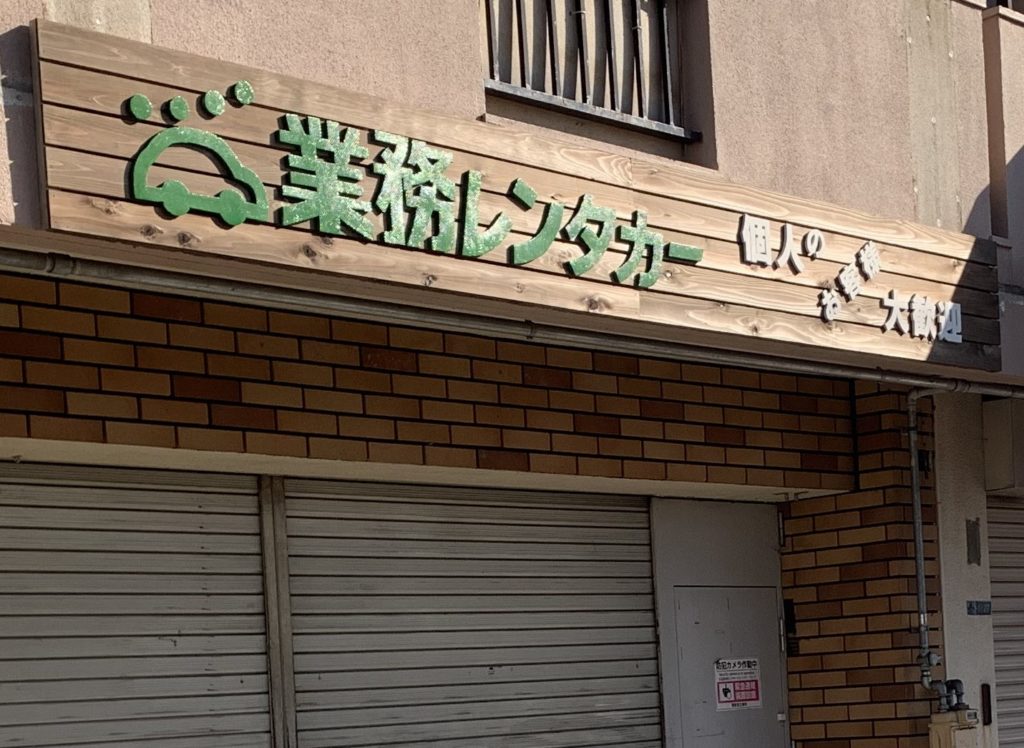 業務レンタカー
個人の
お客様
大歓迎
防犯カメラ作動中